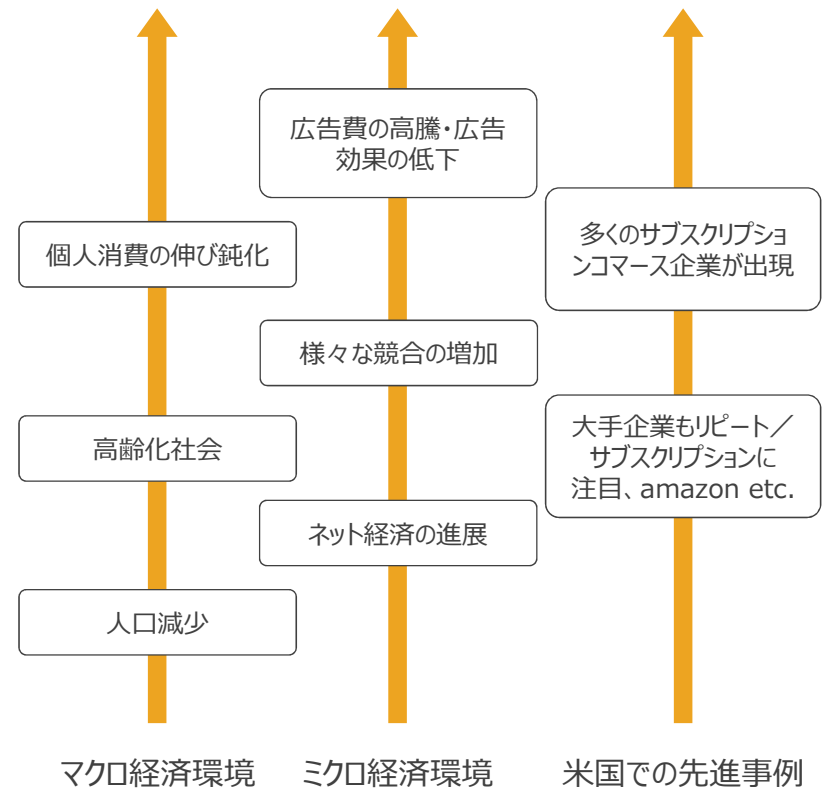 個人消費の伸び鈍化
高齢化社会
人口減少
マクロ経済環境
広告費の高騰・広告
効果の低下
様々な競合の増加
ネット経済の進展
ミクロ経済環境
多くのサブスクリプショ
ンコマース企業が出現
大手企業もリピート／
サブスクリプションに
注目、amazon etc.
米国での先進事例